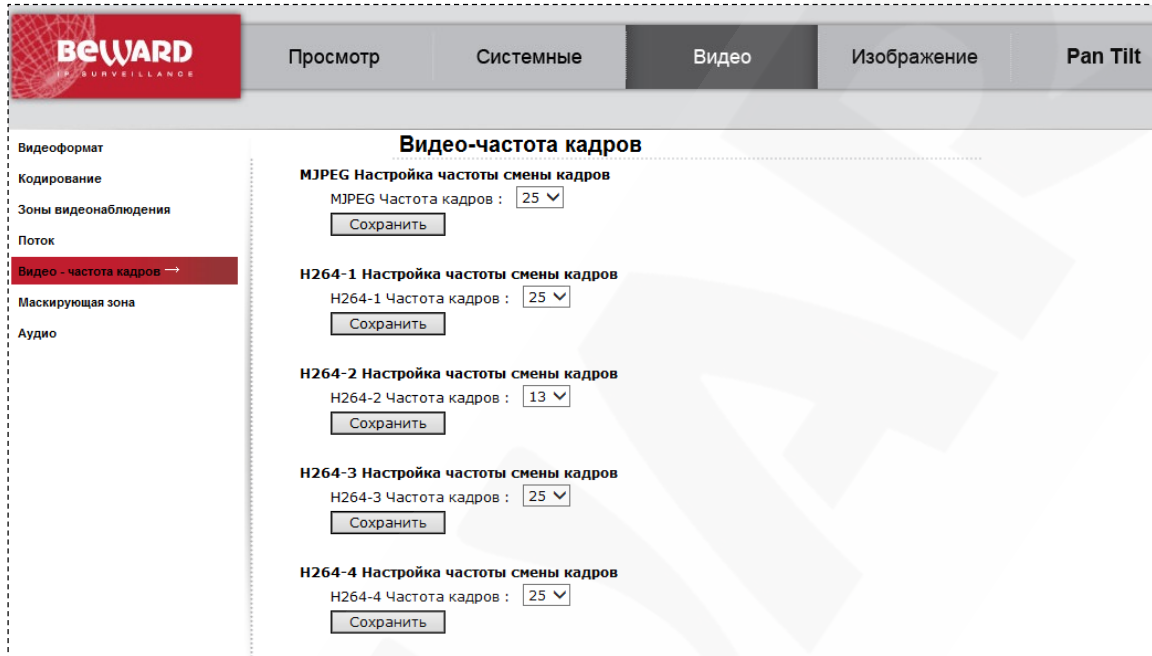 BEWARD
IP SURVEILLANCE
Просмотр
Системные
Видео
Изображение
Pan Tilt
Видеоформат
Кодирование
Зоны видеонаблюдения
Поток
Видео - частота кадров →
Маскирующая зона
Аудио
Видео-частота кадров
MJPEG Настройка частоты смены кадров
MJPEG Частота кадров : 25
Сохранить
H264-1 Настройка частоты смены кадров
H264-1 Частота кадров : 25
Сохранить
H264-2 Настройка частоты смены кадров
H264-2 Частота кадров : 13
Сохранить
H264-3 Настройка частоты смены кадров
H264-3 Частота кадров : 25
Сохранить
H264-4 Настройка частоты смены кадров
H264-4 Частота кадров : 25
Сохранить